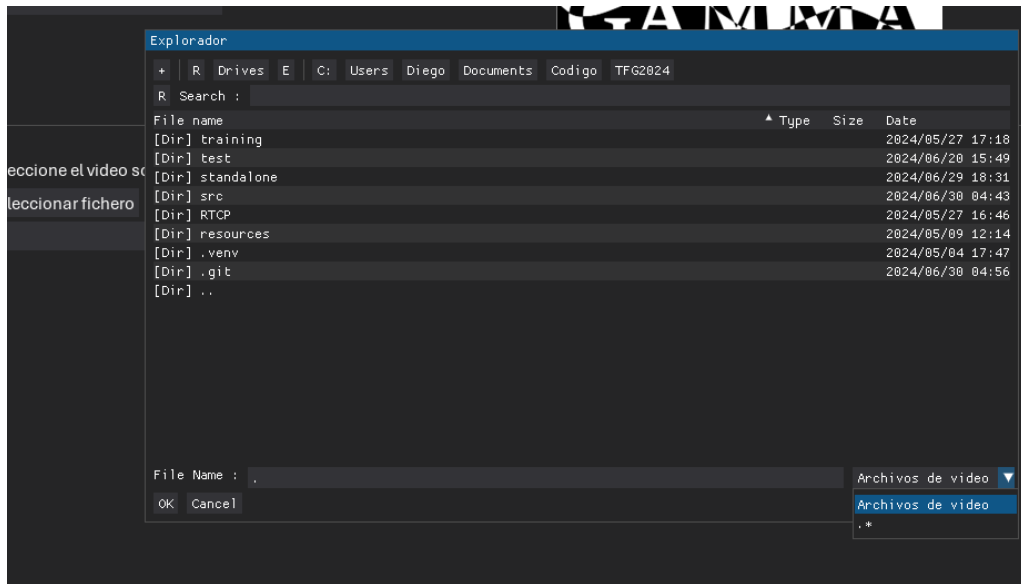 GAMMA
Explorador
+ R Drives E C: Users Diego Documents Codigo TFG2024
R Search :
File name Type Size Date
[Dir] training 2024/05/27 17:18
[Dir] test 2024/06/20 15:49
[Dir] standalone 2024/06/29 18:31
[Dir] src 2024/06/30 04:43
[Dir] RTCP 2024/05/27 16:46
[Dir] resources 2024/05/09 12:14
[Dir] .venv 2024/05/04 17:47
[Dir] .git 2024/06/30 04:56
[Dir] ..
eccione el video so
leccionar fichero
File Name : . Archivos de video
OK Cancel
Archivos de video
.*